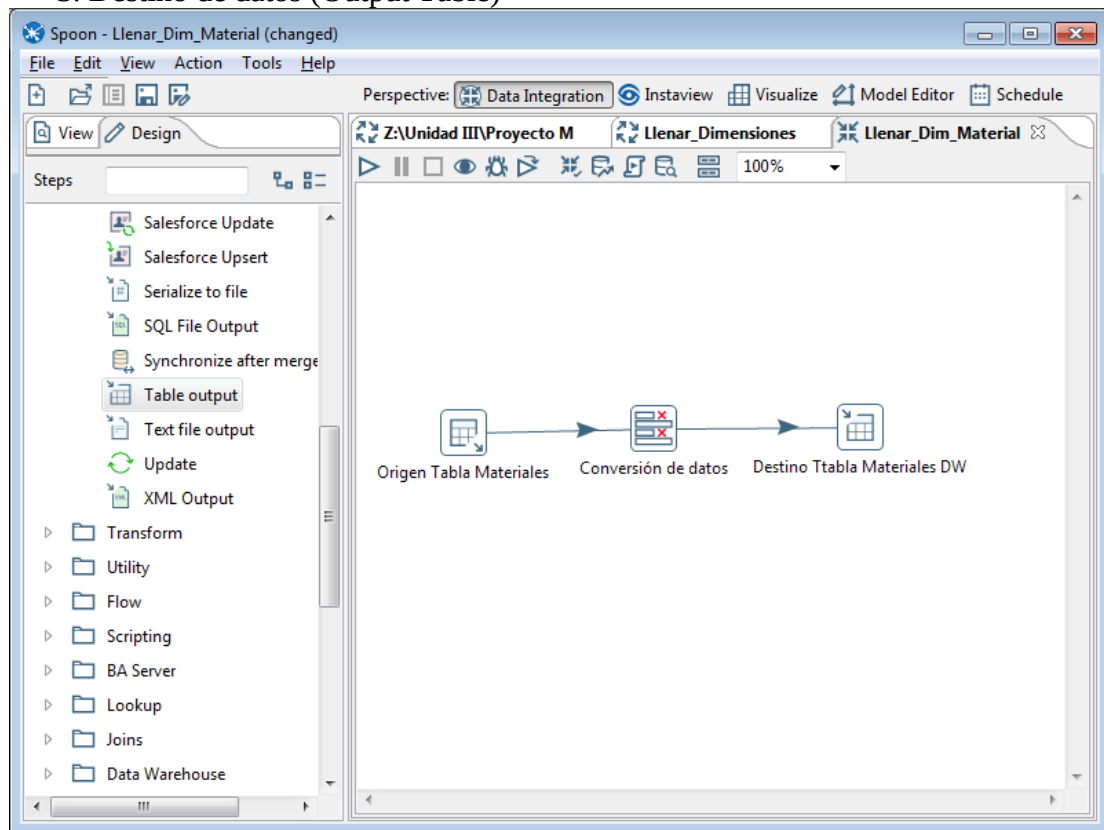 Spoon - Llenar_Dim_Material (changed)
File Edit View Action Tools Help
Perspective: Data Integration Instaview Visualize Model Editor Schedule
View Design
Z:\Unidad III\Proyecto M Llenar_Dimensiones Llenar_Dim_Material
Steps
100%
Salesforce Update
Salesforce Upsert
Serialize to file
SQL File Output
Synchronize after merge
Table output
Text file output
Update
XML Output
Transform
Utility
Flow
Scripting
BA Server
Lookup
Joins
Data Warehouse
Origen Tabla Materiales
Conversión de datos
Destino Ttabla Materiales DW